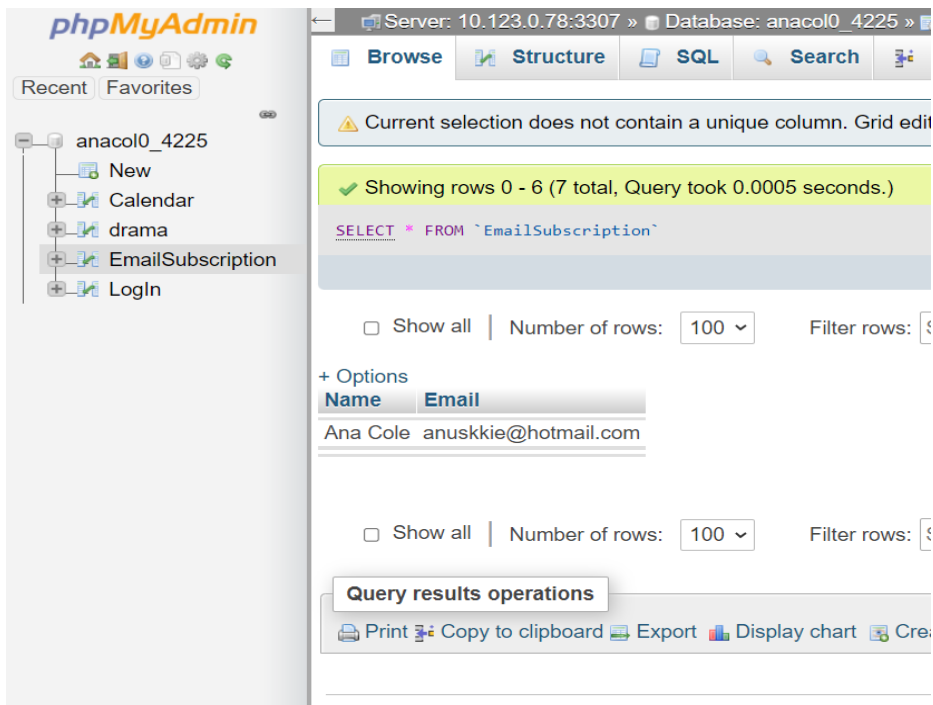 phpMyAdmin
Recent Favorites
anacol0_4225
New
Calendar
drama
EmailSubscription
LogIn
← Server: 10.123.0.78:3307 » Database: anacol0_4225 »
Browse Structure SQL Search
Current selection does not contain a unique column. Grid edit
Showing rows 0 - 6 (7 total, Query took 0.0005 seconds.)
SELECT * FROM `EmailSubscription`
Show all | Number of rows: 100 Filter rows: S
+ Options
Name Email
Ana Cole anuskkie@hotmail.com
Show all | Number of rows: 100 Filter rows: S
Query results operations
Print Copy to clipboard Export Display chart Crea